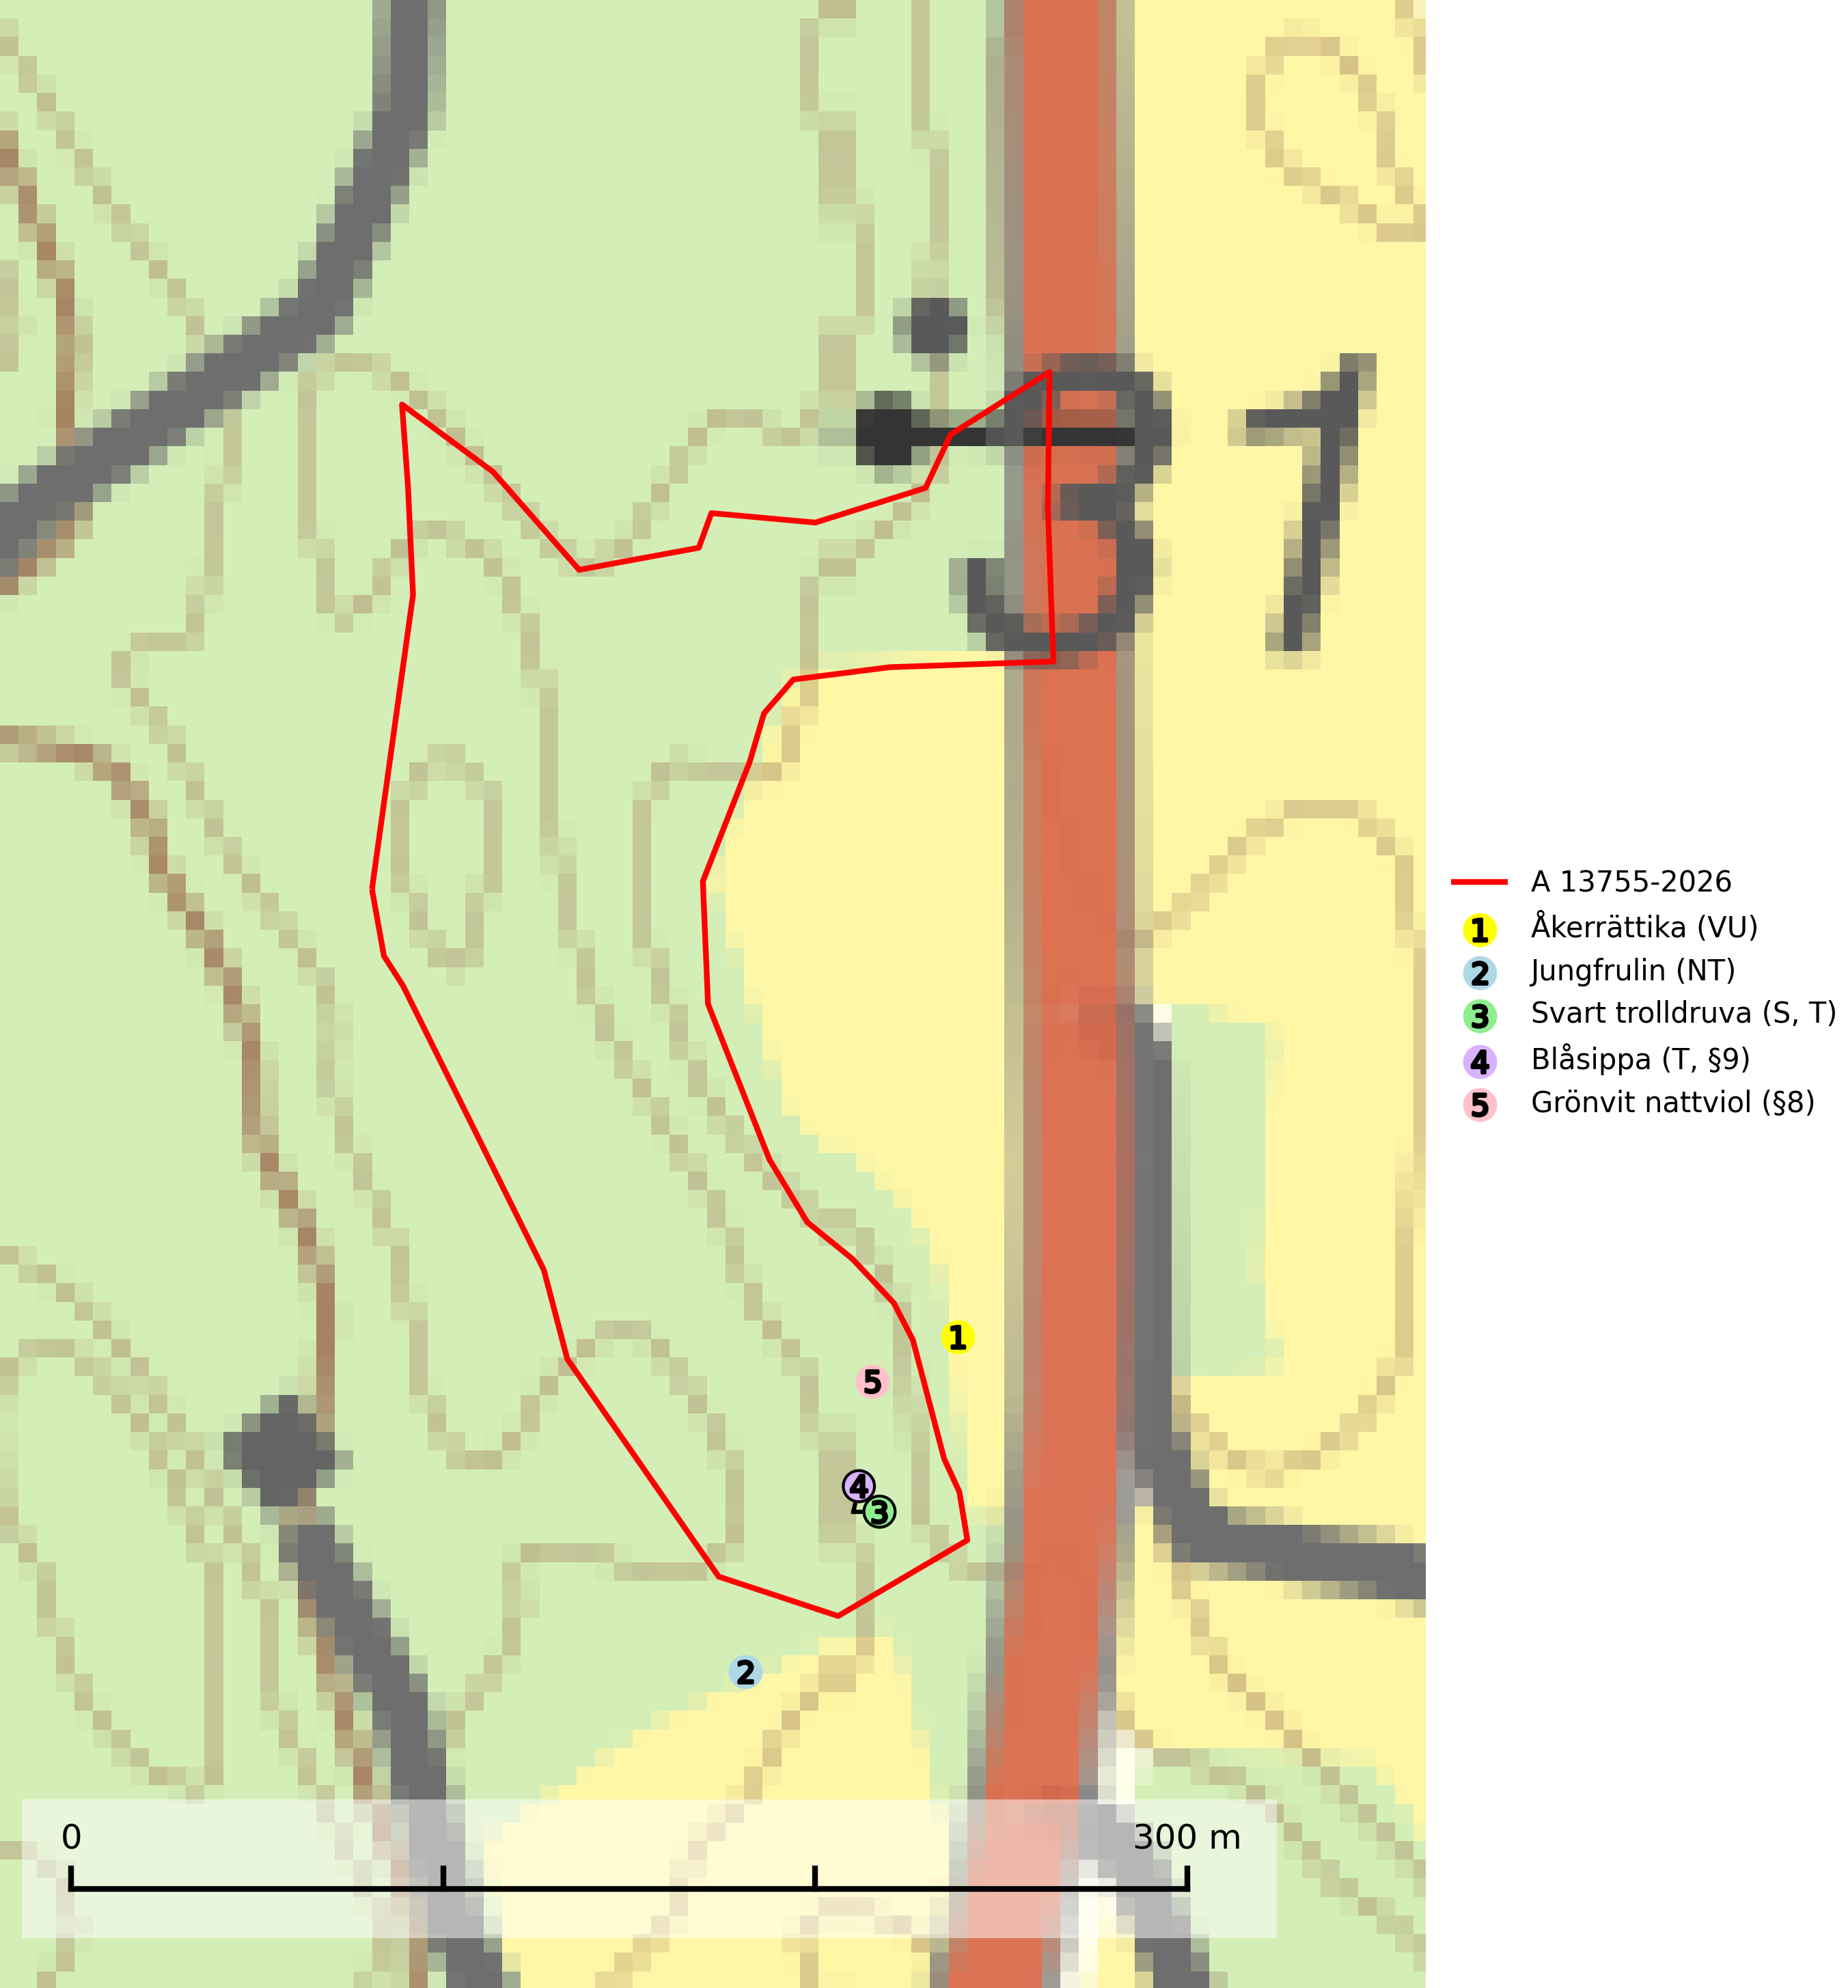 37
A 13755-2026
1 Åkerrättika (VU)
2 Jungfrulin (NT)
3 Svart trolldruva (S, T)
4 Blåsippa (T, §9)
5 Grönvit nattviol (§8)
1
5
4
3
2
0 300 m